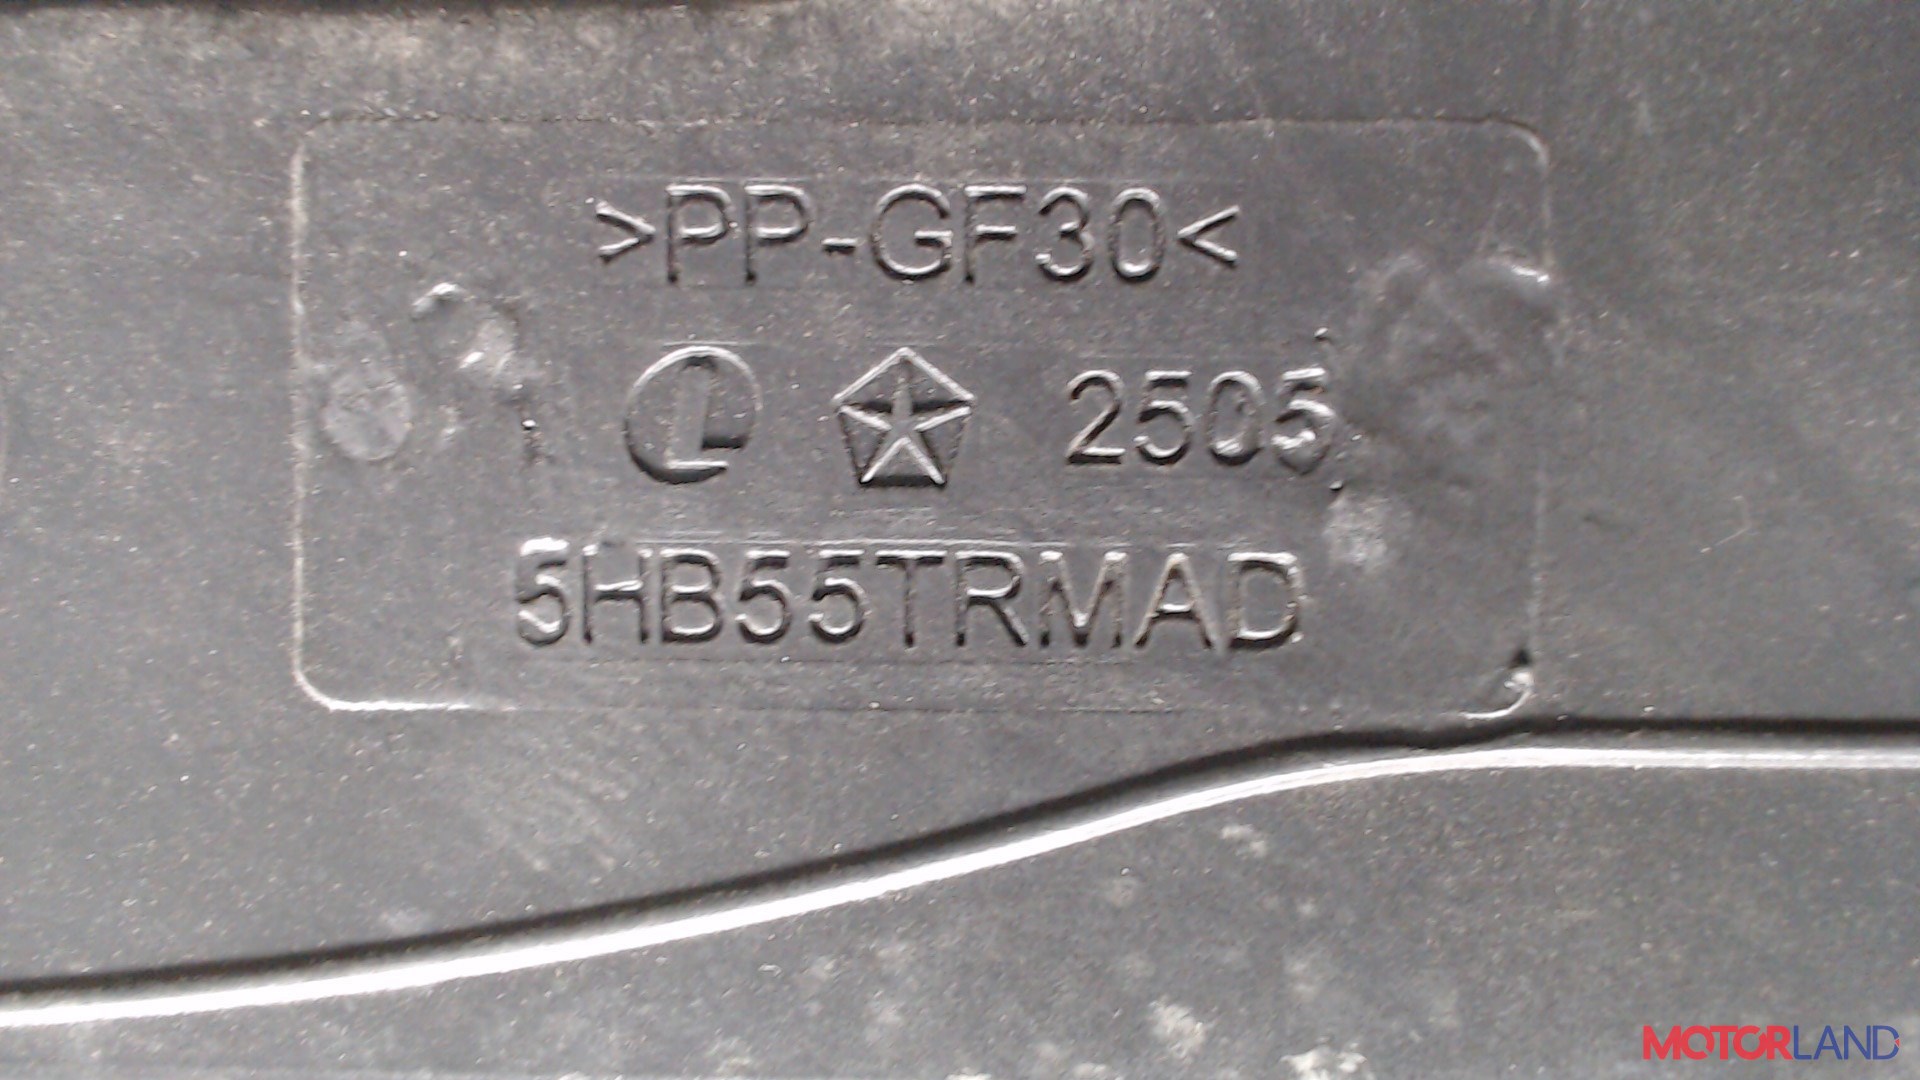 >PP-GF30<
L 2505
5HB55TRMAD
MOTORLAND